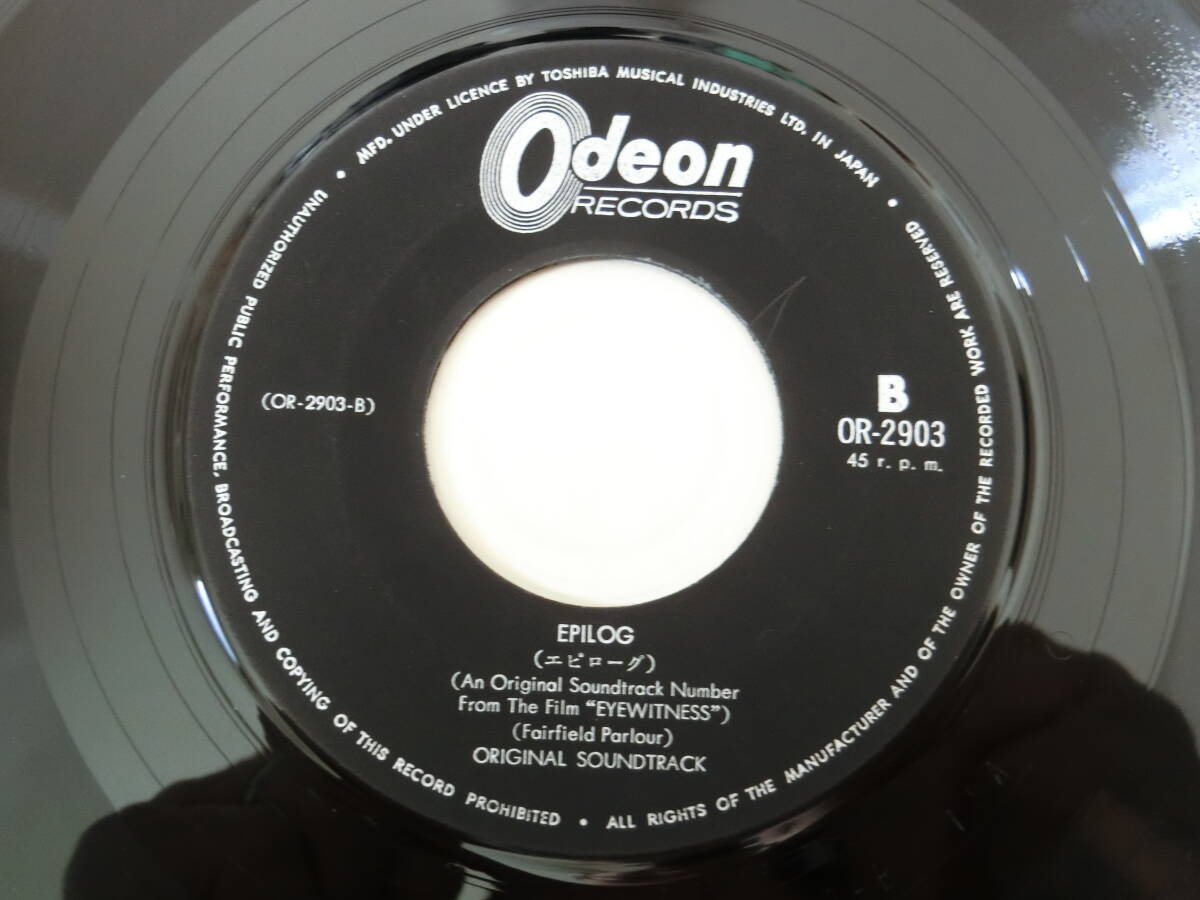 MFD. UNDER LICENCE BY TOSHIBA MUSICAL INDUSTRIES LTD. IN JAPAN
Odeon
RECORDS
(OR-2903-B)
B
OR-2903
45 r. p. m.
EPILOG
(エピローグ)
(An Original Soundtrack Number
From The Film “EYEWITNESS”)
(Fairfield Parlour)
ORIGINAL SOUNDTRACK
UNAUTHORIZED PUBLIC PERFORMANCE, BROADCASTING AND COPYING OF THIS RECORD PROHIBITED • ALL RIGHTS OF THE MANUFACTURER AND OF THE OWNER OF THE RECORDED WORK ARE RESERVED •